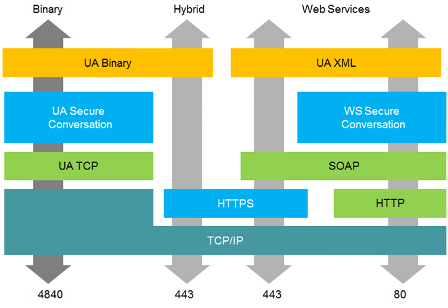 Binary Hybrid Web Services
UA Binary UA XML
UA Secure
Conversation
WS Secure
Conversation
UA TCP SOAP
HTTPS HTTP
TCP/IP
4840 443 443 80